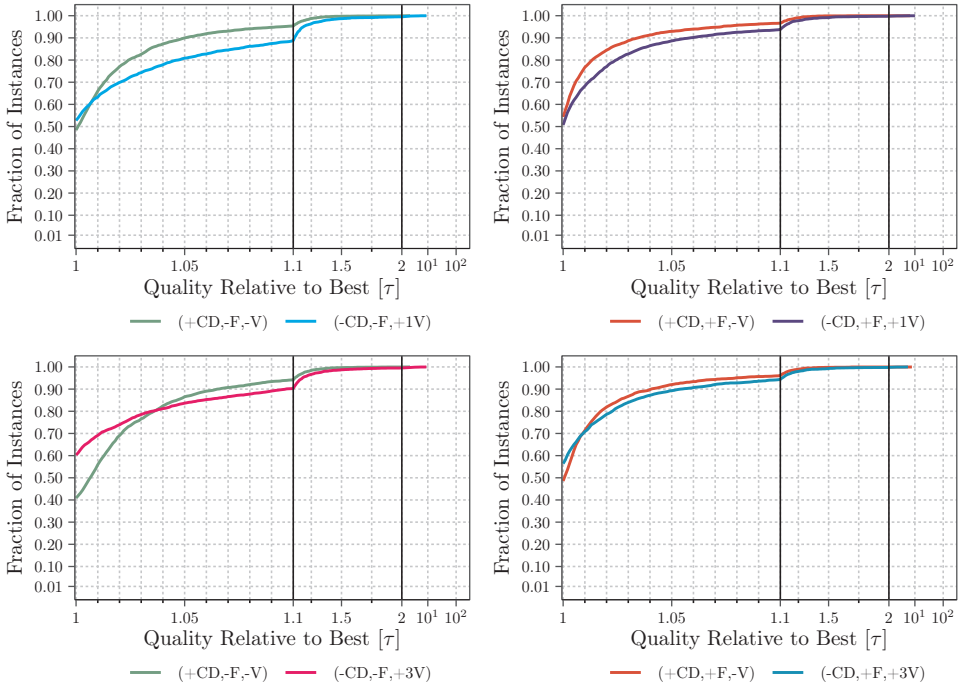 Fraction of Instances
1.00
0.90
0.80
0.70
0.60
0.50
0.40
0.30
0.20
0.10
0.01
1 1.05 1.1 1.5 2 10¹ 10²
Quality Relative to Best [τ]
(+CD,-F,-V) (-CD,-F,+1V)
Fraction of Instances
1.00
0.90
0.80
0.70
0.60
0.50
0.40
0.30
0.20
0.10
0.01
1 1.05 1.1 1.5 2 10¹ 10²
Quality Relative to Best [τ]
(+CD,+F,-V) (-CD,+F,+1V)
Fraction of Instances
1.00
0.90
0.80
0.70
0.60
0.50
0.40
0.30
0.20
0.10
0.01
1 1.05 1.1 1.5 2 10¹ 10²
Quality Relative to Best [τ]
(+CD,-F,-V) (-CD,-F,+3V)
Fraction of Instances
1.00
0.90
0.80
0.70
0.60
0.50
0.40
0.30
0.20
0.10
0.01
1 1.05 1.1 1.5 2 10¹ 10²
Quality Relative to Best [τ]
(+CD,+F,-V) (-CD,+F,+3V)